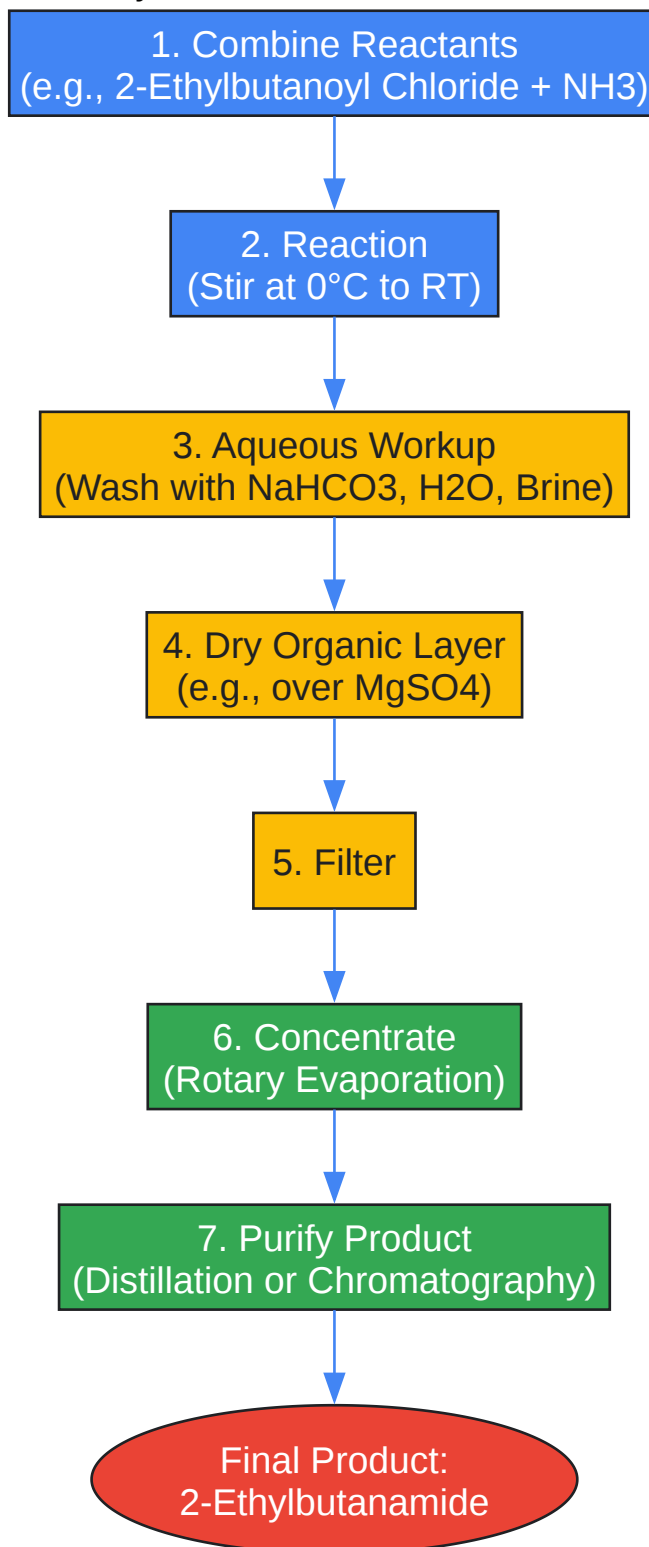 1. Combine Reactants
(e.g., 2-Ethylbutanoyl Chloride + NH3)
2. Reaction
(Stir at 0°C to RT)
3. Aqueous Workup
(Wash with NaHCO3, H2O, Brine)
4. Dry Organic Layer
(e.g., over MgSO4)
5. Filter
6. Concentrate
(Rotary Evaporation)
7. Purify Product
(Distillation or Chromatography)
Final Product:
2-Ethylbutanamide